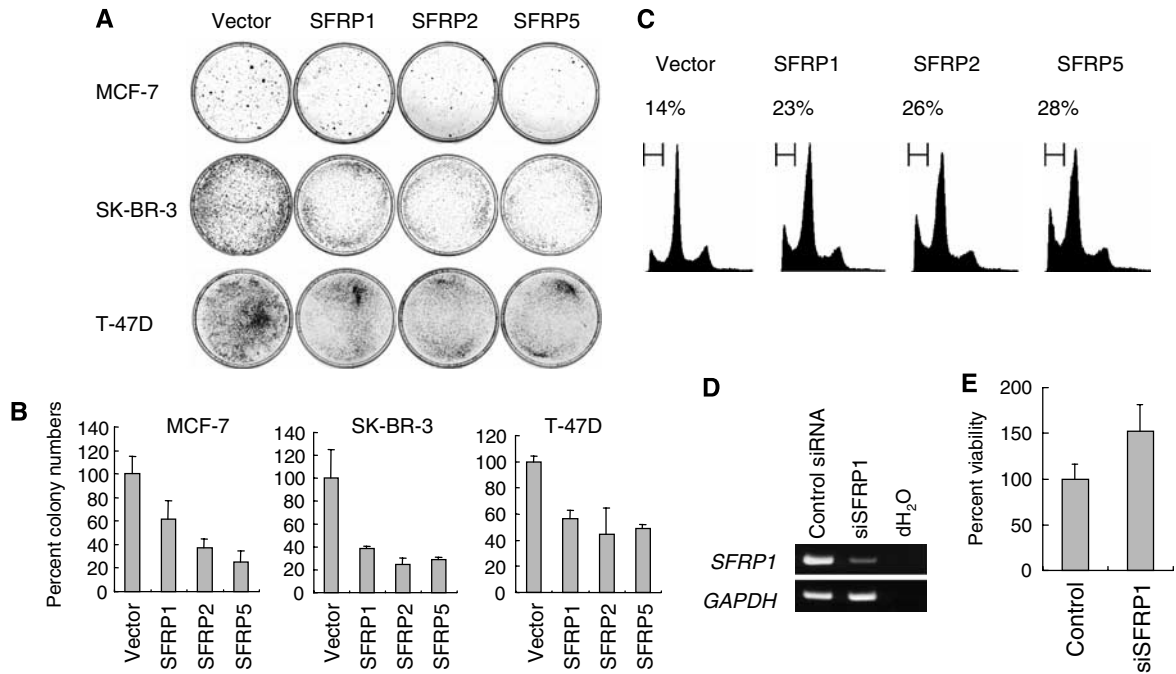 A
Vector SFRP1 SFRP2 SFRP5
MCF-7
SK-BR-3
T-47D
C
Vector SFRP1 SFRP2 SFRP5
14% 23% 26% 28%
B
Percent colony numbers
MCF-7
140
120
100
80
60
40
20
0
Vector
SFRP1
SFRP2
SFRP5
SK-BR-3
140
120
100
80
60
40
20
0
Vector
SFRP1
SFRP2
SFRP5
T-47D
120
100
80
60
40
20
0
Vector
SFRP1
SFRP2
SFRP5
D
Control siRNA
siSFRP1
dH₂O
SFRP1
GAPDH
E
Percent viability
200
150
100
50
0
Control
siSFRP1